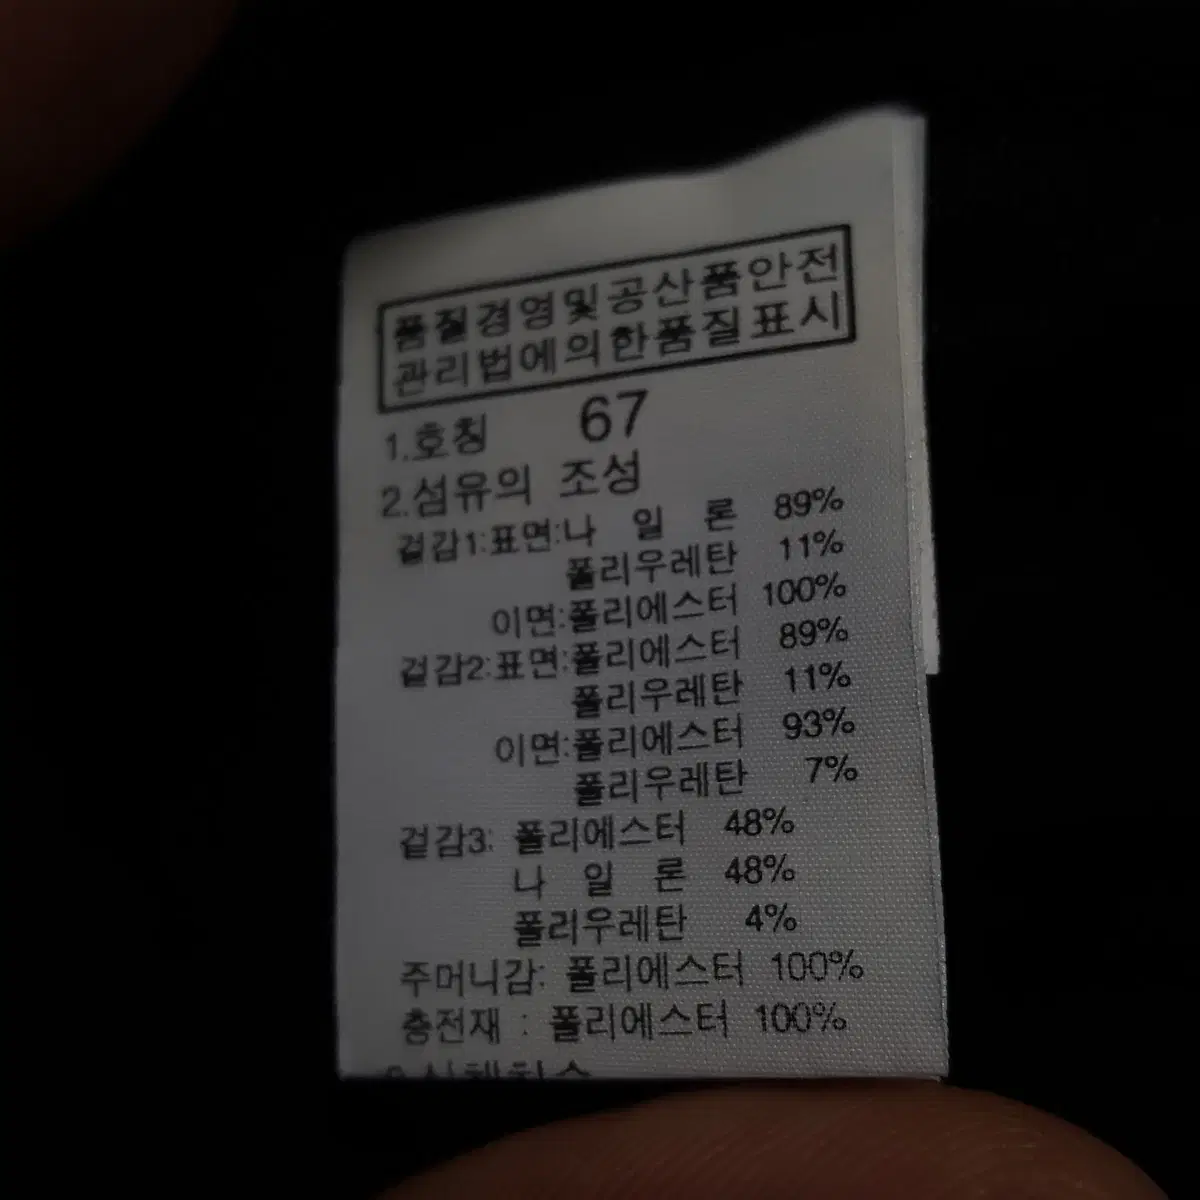 품질경영및공산품안전
관리법에의한품질표시
1.호칭 67
2.섬유의 조성
겉감1:표면:나 일 론 89%
폴리우레탄 11%
이면:폴리에스터 100%
겉감2:표면:폴리에스터 89%
폴리우레탄 11%
이면:폴리에스터 93%
폴리우레탄 7%
겉감3: 폴리에스터 48%
나 일 론 48%
폴리우레탄 4%
주머니감: 폴리에스터 100%
충전재 : 폴리에스터 100%